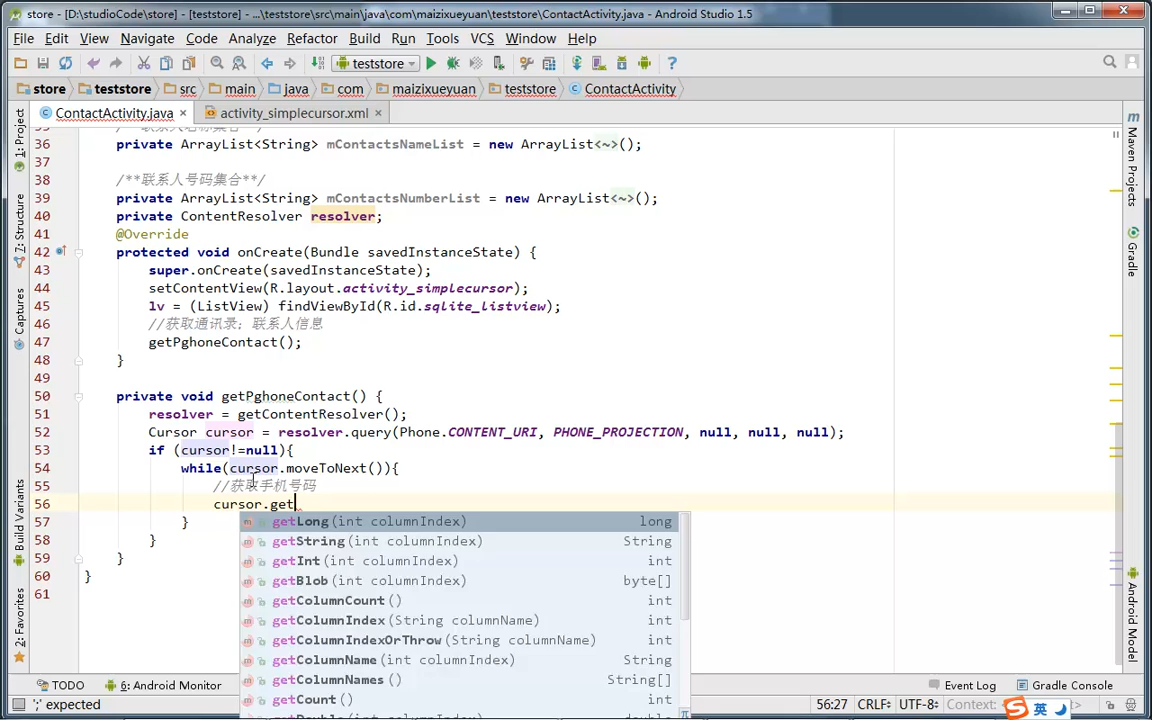 store - [D:\studioCode\store] - [teststore] - ...\teststore\src\main\java\com\maizixueyuan\teststore\ContactActivity.java - Android Studio 1.5
File Edit View Navigate Code Analyze Refactor Build Run Tools VCS Window Help
teststore
store teststore src main java com maizixueyuan teststore ContactActivity
ContactActivity.java activity_simplecursor.xml
1: Project
7: Structure
Captures
Build Variants
2: Favorites
36 private ArrayList<String> mContactsNameList = new ArrayList<~>();
37
38 /**联系人号码集合**/
39 private ArrayList<String> mContactsNumberList = new ArrayList<~>();
40 private ContentResolver resolver;
41 @Override
42 protected void onCreate(Bundle savedInstanceState) {
43 super.onCreate(savedInstanceState);
44 setContentView(R.layout.activity_simplecursor);
45 lv = (ListView) findViewById(R.id.sqlite_listview);
46 //获取通讯录；联系人信息
47 getPghoneContact();
48 }
49
50 private void getPghoneContact() {
51 resolver = getContentResolver();
52 Cursor cursor = resolver.query(Phone.CONTENT_URI, PHONE_PROJECTION, null, null, null);
53 if (cursor!=null){
54 while(cursor.moveToNext()){
55 //获取手机号码
56 cursor.get
57 }
58 }
59 }
60 }
61
getLong(int columnIndex) long
getString(int columnIndex) String
getInt(int columnIndex) int
getBlob(int columnIndex) byte[]
getColumnCount() int
getColumnIndex(String columnName) int
getColumnIndexOrThrow(String columnName) int
getColumnName(int columnIndex) String
getColumnNames() String[]
getCount() int
Maven Projects
Gradle
Android Model
TODO 6: Android Monitor Event Log Gradle Console
';' expected 56:27 CRLF UTF-8 英